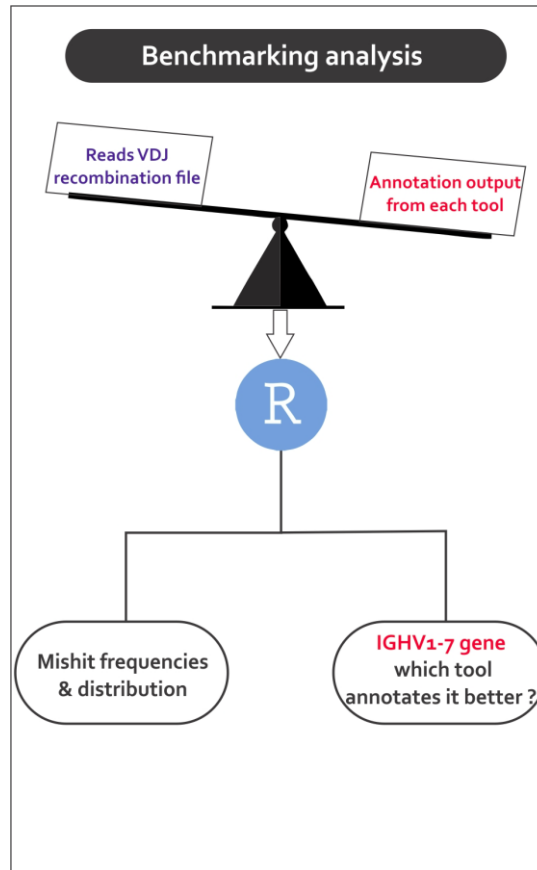 Benchmarking analysis
Reads VDJ
recombination file
Annotation output
from each tool
R
Mishit frequencies
& distribution
IGHV1-7 gene
which tool
annotates it better ?